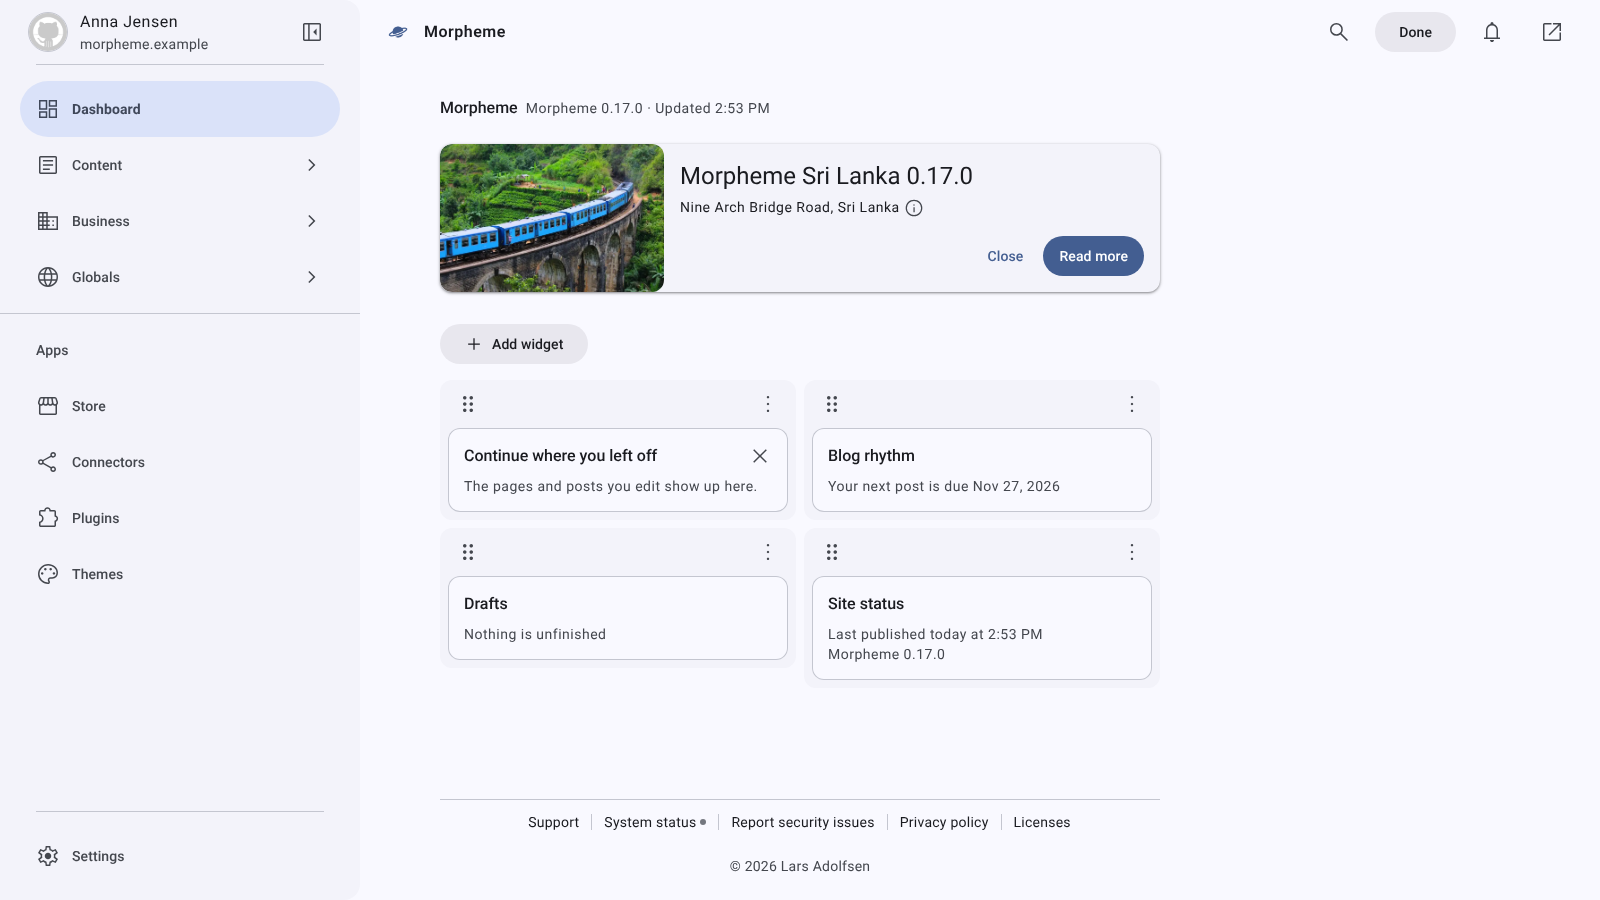 Anna Jensen
morpheme.example
Dashboard
Content
Business
Globals
Apps
Store
Connectors
Plugins
Themes
Settings
Morpheme
Done
Morpheme Morpheme 0.17.0 · Updated 2:53 PM
Morpheme Sri Lanka 0.17.0
Nine Arch Bridge Road, Sri Lanka
Close
Read more
Add widget
Continue where you left off
The pages and posts you edit show up here.
Blog rhythm
Your next post is due Nov 27, 2026
Drafts
Nothing is unfinished
Site status
Last published today at 2:53 PM
Morpheme 0.17.0
Support
System status
Report security issues
Privacy policy
Licenses
© 2026 Lars Adolfsen